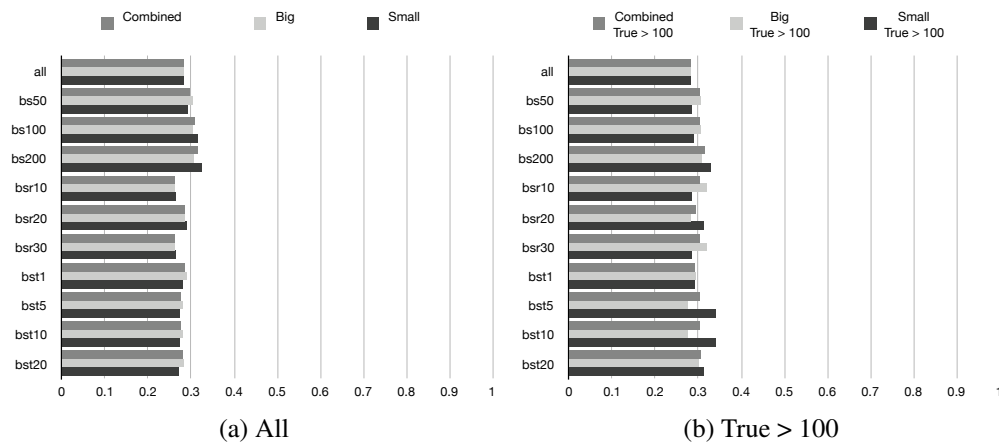 Combined Big Small
all
bs50
bs100
bs200
bsr10
bsr20
bsr30
bst1
bst5
bst10
bst20
0 0.1 0.2 0.3 0.4 0.5 0.6 0.7 0.8 0.9 1
(a) All
Combined Big Small
True > 100 True > 100 True > 100
all
bs50
bs100
bs200
bsr10
bsr20
bsr30
bst1
bst5
bst10
bst20
0 0.1 0.2 0.3 0.4 0.5 0.6 0.7 0.8 0.9 1
(b) True > 100